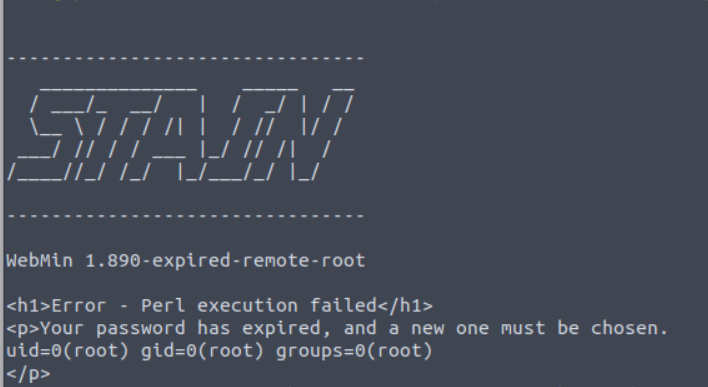 ---------------------------------
STAIN
---------------------------------
WebMin 1.890-expired-remote-root
<h1>Error - Perl execution failed</h1>
<p>Your password has expired, and a new one must be chosen.
uid=0(root) gid=0(root) groups=0(root)
</p>